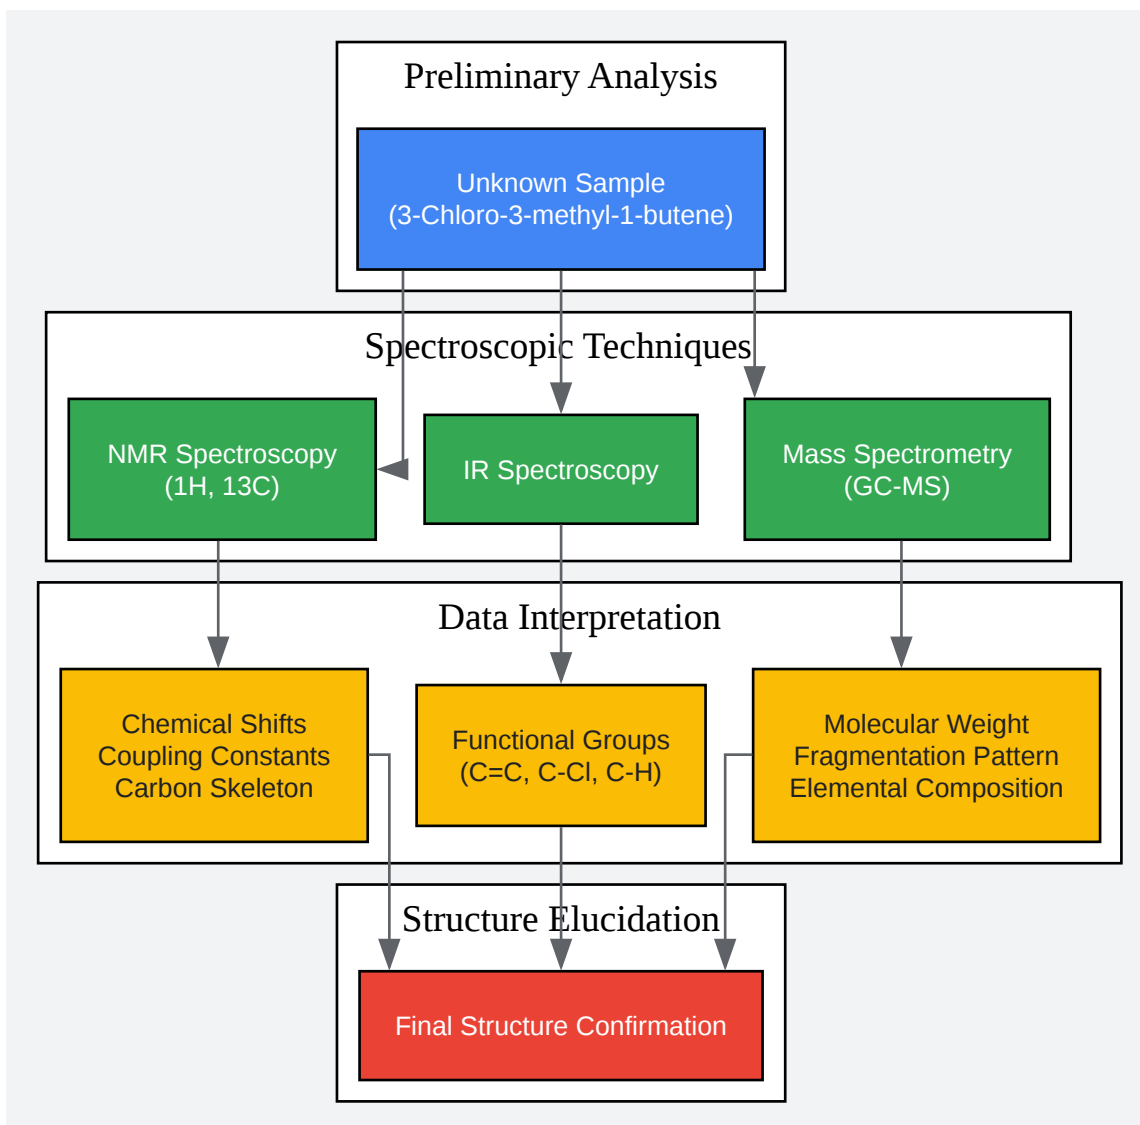 Preliminary Analysis
Unknown Sample
(3-Chloro-3-methyl-1-butene)
Spectroscopic Techniques
NMR Spectroscopy
(1H, 13C)
IR Spectroscopy
Mass Spectrometry
(GC-MS)
Data Interpretation
Chemical Shifts
Coupling Constants
Carbon Skeleton
Functional Groups
(C=C, C-Cl, C-H)
Molecular Weight
Fragmentation Pattern
Elemental Composition
Structure Elucidation
Final Structure Confirmation